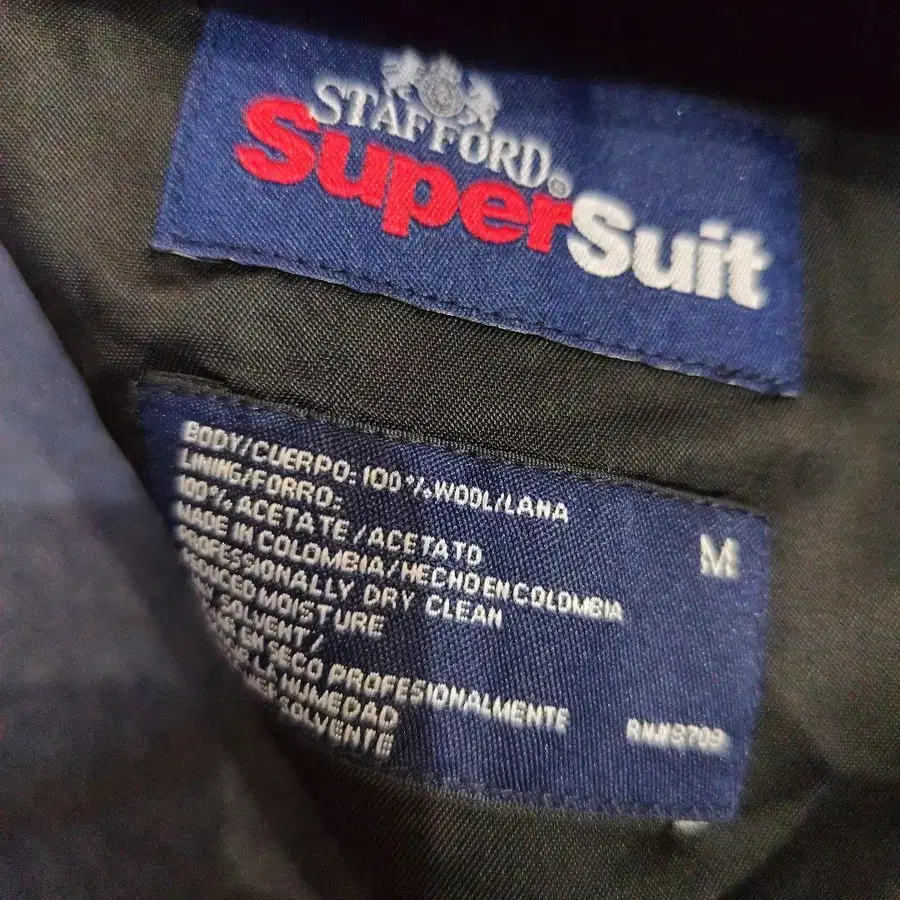 STAFFORD®
SuperSuit
BODY/CUERPO: 100%WOOL/LANA
LINING/FORRO:
100% ACETATE/ACETATO
MADE IN COLOMBIA/HECHO EN COLOMBIA
PROFESSIONALLY DRY CLEAN
REDUCED MOISTURE
SOLVENT/
EN SECO PROFESIONALMENTE
LA HUMEDAD
SOLVENTE
M